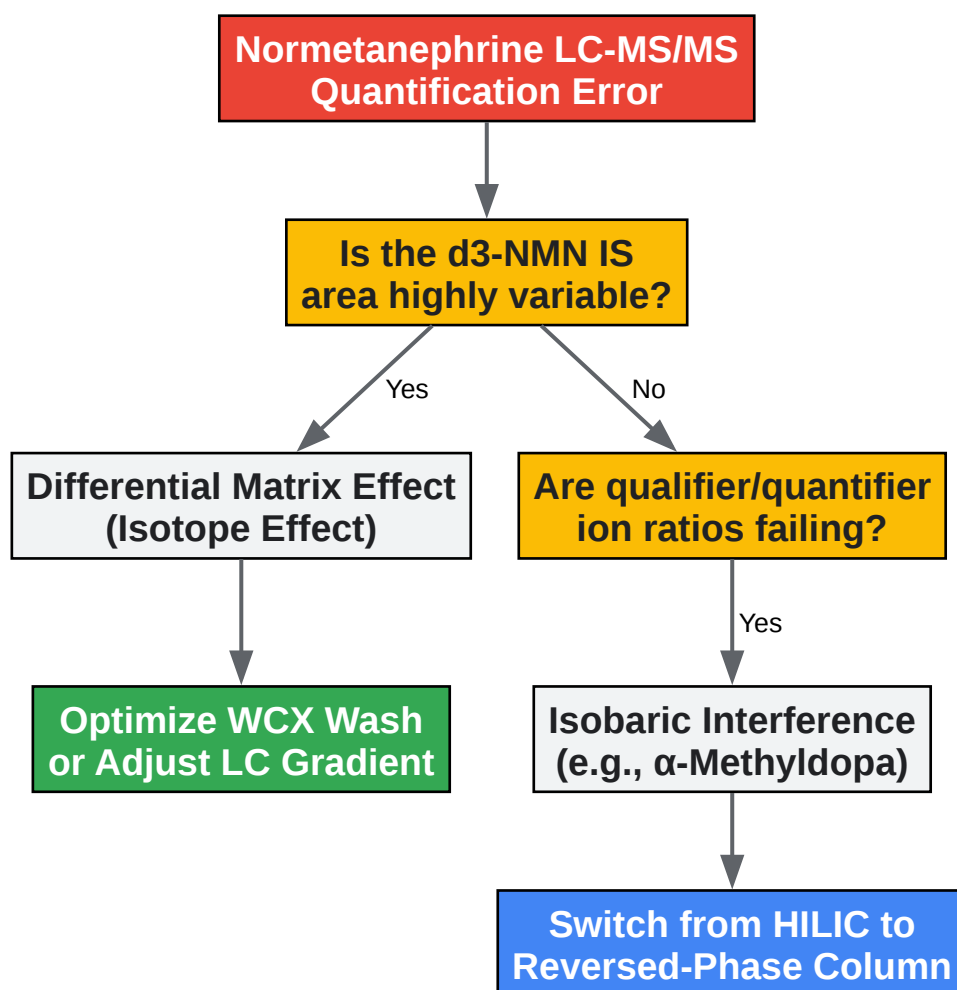 Normetanephrine LC-MS/MS
Quantification Error
Is the d3-NMN IS
area highly variable?
Yes
No
Differential Matrix Effect
(Isotope Effect)
Are qualifier/quantifier
ion ratios failing?
Yes
Optimize WCX Wash
or Adjust LC Gradient
Isobaric Interference
(e.g., α-Methyldopa)
Switch from HILIC to
Reversed-Phase Column